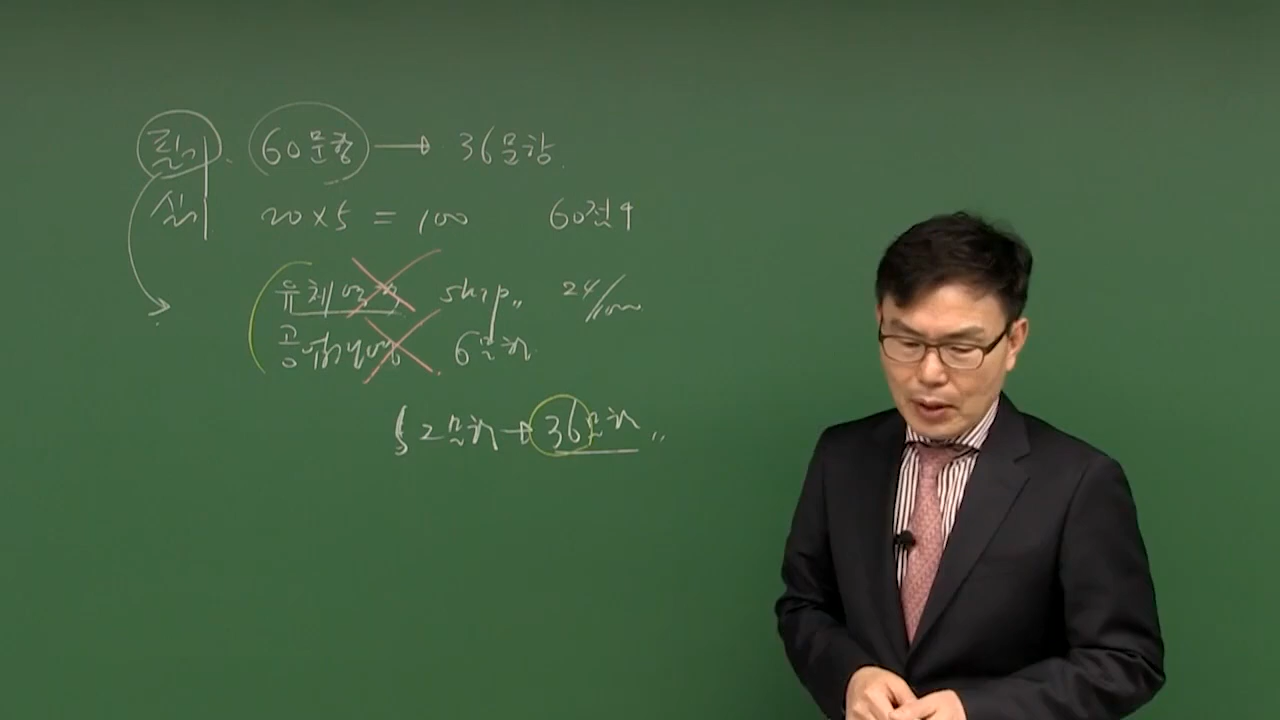 필기. 60문항 → 36문항.
실기 20×5 = 100 60점↑
유체역학 skip,, 24/100
공업역학 6문제
52문제 → 36문제 ,,